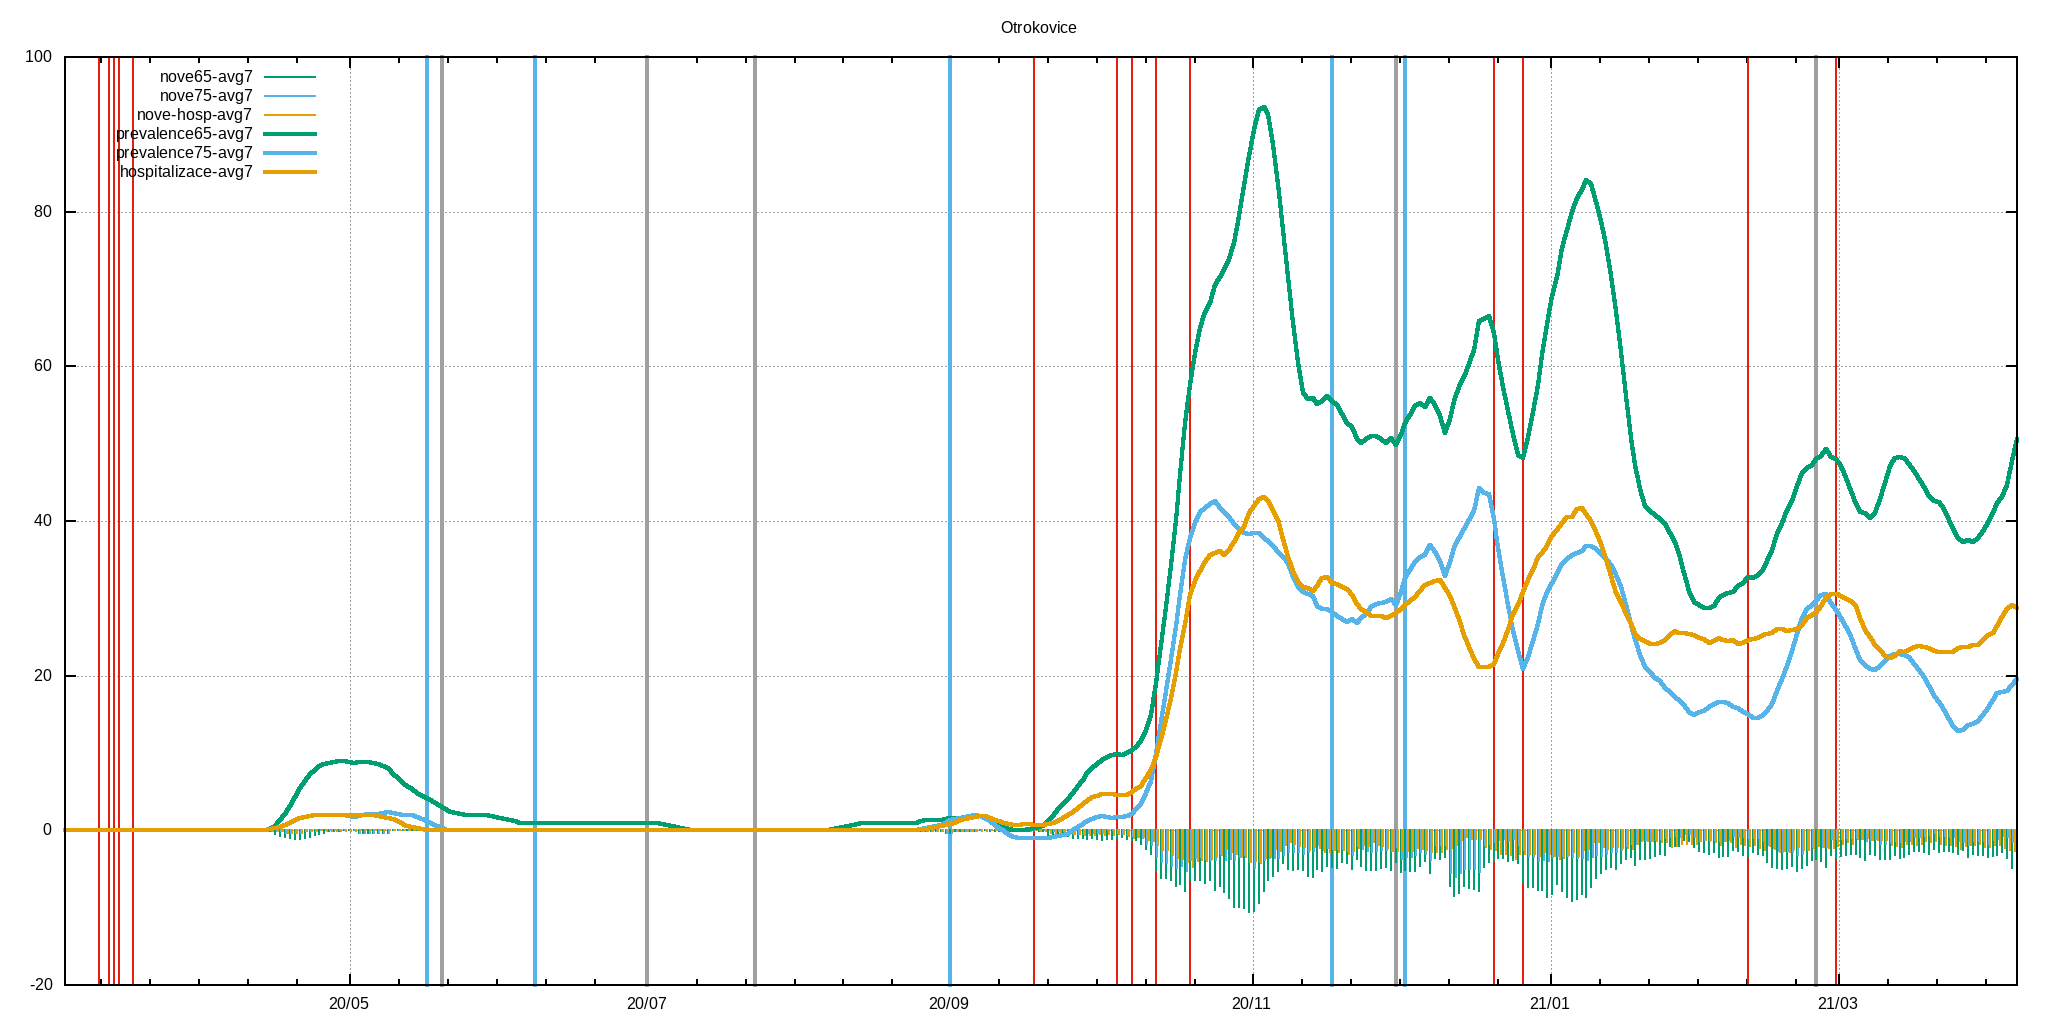 Otrokovice
100
80
60
40
20
0
-20
nove65-avg7
nove75-avg7
nove-hosp-avg7
prevalence65-avg7
prevalence75-avg7
hospitalizace-avg7
20/05 20/07 20/09 20/11 21/01 21/03